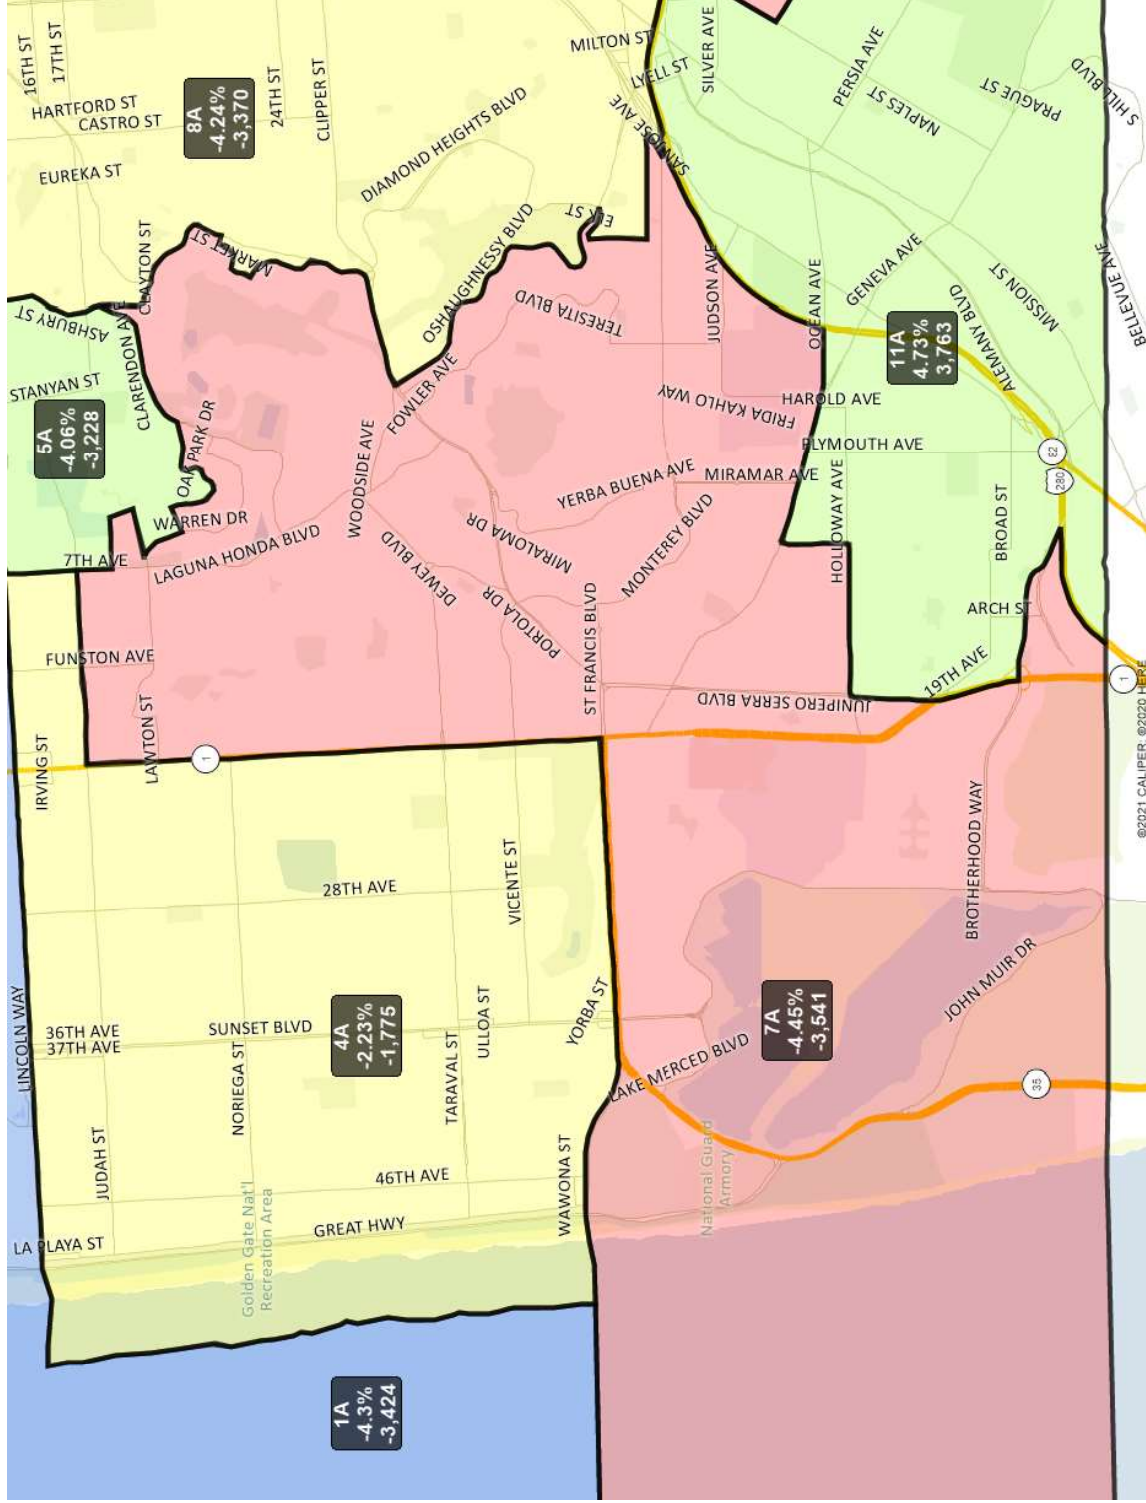 16TH ST
17TH ST
HARTFORD ST
CASTRO ST
EUREKA ST
8A
-4.24%
-3,370
24TH ST
CLIPPER ST
DIAMOND HEIGHTS BLVD
MILTON ST
LYELL ST
SAN JOSE AVE
SILVER AVE
PERSIA AVE
NAPLES ST
PRAGUE ST
S HILL BLVD
ELK ST
OSHAUGHNESSY BLVD
MARKET ST
CLAYTON ST
ASHBURY ST
CLARENDON AVE
STANYAN ST
5A
-4.06%
-3,228
OAK PARK DR
WARREN DR
7TH AVE
LAGUNA HONDA BLVD
WOODSIDE AVE
FOWLER AVE
TERESITA BLVD
JUDSON AVE
OCEAN AVE
GENEVA AVE
ALEMANY BLVD
MISSION ST
BELLEVUE AVE
11A
4.73%
3,763
FRIDA KAHLO WAY
HAROLD AVE
PLYMOUTH AVE
MIRAMAR AVE
YERBA BUENA AVE
MIRALOMA DR
MONTEREY BLVD
HOLLOWAY AVE
BROAD ST
82
280
DEWEY BLVD
PORTOLA DR
ST FRANCIS BLVD
ARCH ST
19TH AVE
JUNIPERO SERRA BLVD
1
FUNSTON AVE
LAWTON ST
IRVING ST
1
28TH AVE
VICENTE ST
BROTHERHOOD WAY
©2021 CALIPER; ©2020 HERE
LINCOLN WAY
36TH AVE
37TH AVE
SUNSET BLVD
NORIEGA ST
4A
-2.23%
-1,775
TARAVAL ST
ULLOA ST
YORBA ST
LAKE MERCED BLVD
7A
-4.45%
-3,541
JOHN MUIR DR
35
JUDAH ST
46TH AVE
WAWONA ST
GREAT HWY
LA PLAYA ST
Golden Gate Nat'l
Recreation Area
National Guard
Armory
1A
-4.3%
-3,424